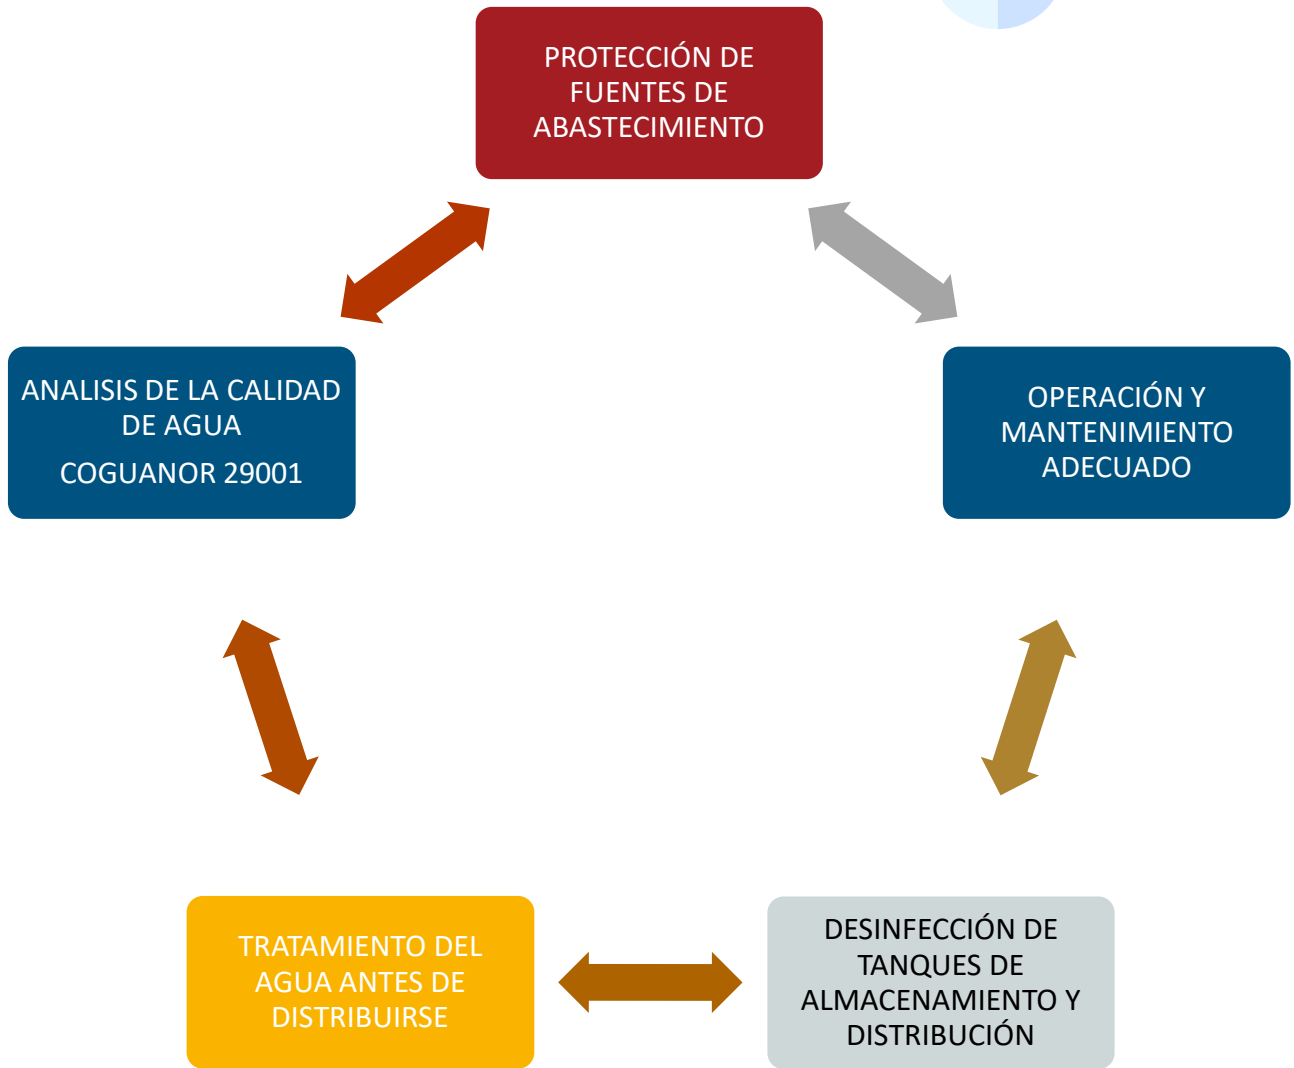 PROTECCIÓN DE
FUENTES DE
ABASTECIMIENTO
ANALISIS DE LA CALIDAD
DE AGUA
COGUANOR 29001
OPERACIÓN Y
MANTENIMIENTO
ADECUADO
TRATAMIENTO DEL
AGUA ANTES DE
DISTRIBUIRSE
DESINFECCIÓN DE
TANQUES DE
ALMACENAMIENTO Y
DISTRIBUCIÓN